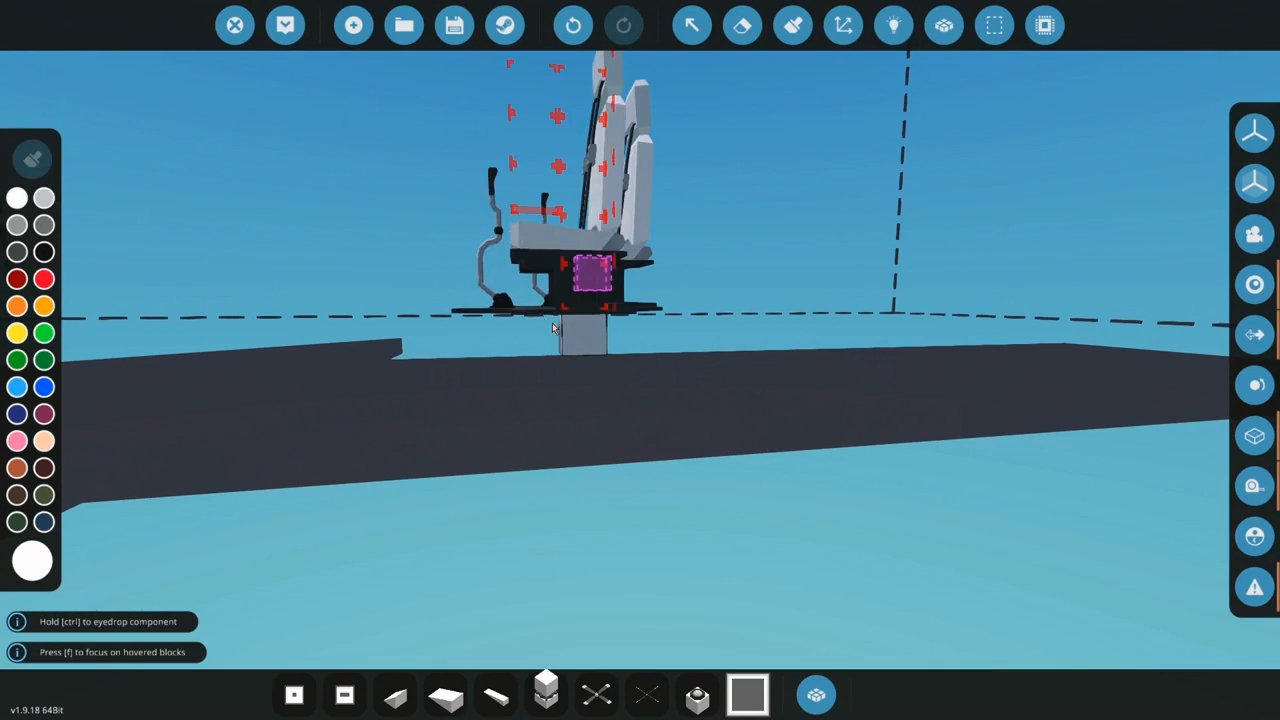 Hold [ctrl] to eyedrop component
Press [f] to focus on hovered blocks
v1.9.18 64Bit